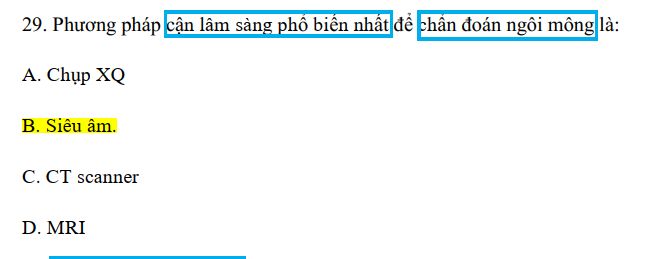 29. Phương pháp cận lâm sàng phổ biến nhất để chẩn đoán ngôi mông là:
A. Chụp XQ
B. Siêu âm.
C. CT scanner
D. MRI